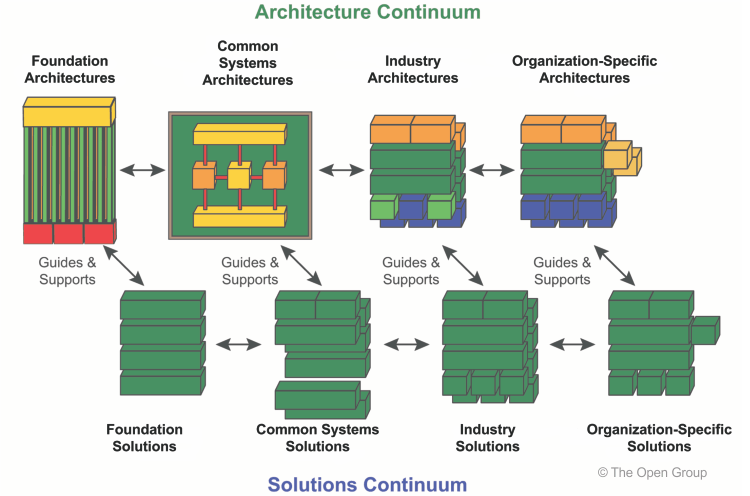 Architecture Continuum
Foundation
Architectures
Common
Systems
Architectures
Industry
Architectures
Organization-Specific
Architectures
Guides &
Supports
Guides &
Supports
Guides &
Supports
Guides &
Supports
Foundation
Solutions
Common Systems
Solutions
Industry
Solutions
Organization-Specific
Solutions
© The Open Group
Solutions Continuum